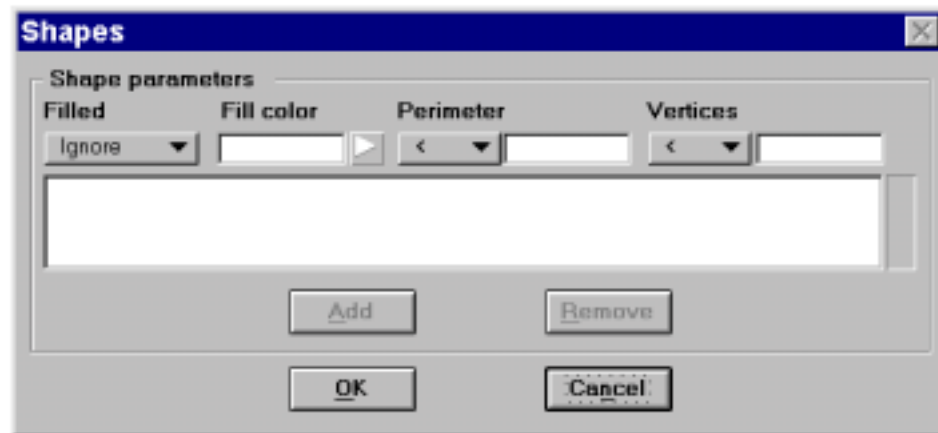 Shapes
Shape parameters
Filled Fill color Perimeter Vertices
Ignore < <
Add Remove
OK Cancel